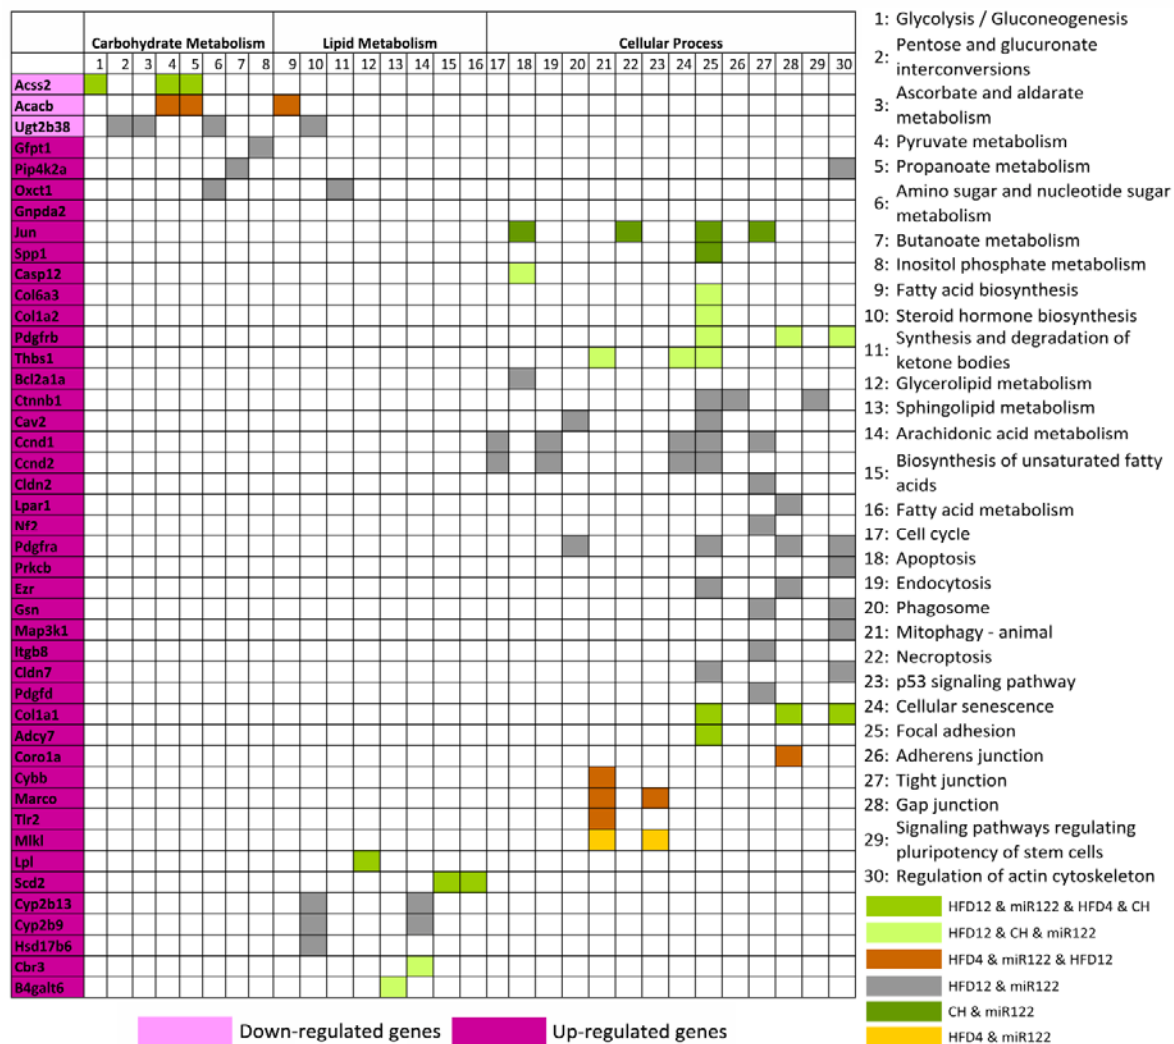 Carbohydrate Metabolism Lipid Metabolism Cellular Process
1 2 3 4 5 6 7 8 9 10 11 12 13 14 15 16 17 18 19 20 21 22 23 24 25 26 27 28 29 30
Acss2
Acacb
Ugt2b38
Gfpt1
Pip4k2a
Oxct1
Gnpda2
Jun
Spp1
Casp12
Col6a3
Col1a2
Pdgfrb
Thbs1
Bcl2a1a
Ctnnb1
Cav2
Ccnd1
Ccnd2
Cldn2
Lpar1
Nf2
Pdgfra
Prkcb
Ezr
Gsn
Map3k1
Itgb8
Cldn7
Pdgfd
Col1a1
Adcy7
Coro1a
Cybb
Marco
Tlr2
Mlkl
Lpl
Scd2
Cyp2b13
Cyp2b9
Hsd17b6
Cbr3
B4galt6
Down-regulated genes
Up-regulated genes
1: Glycolysis / Gluconeogenesis
2: Pentose and glucuronate
interconversions
3: Ascorbate and aldarate
metabolism
4: Pyruvate metabolism
5: Propanoate metabolism
6: Amino sugar and nucleotide sugar
metabolism
7: Butanoate metabolism
8: Inositol phosphate metabolism
9: Fatty acid biosynthesis
10: Steroid hormone biosynthesis
11: Synthesis and degradation of
ketone bodies
12: Glycerolipid metabolism
13: Sphingolipid metabolism
14: Arachidonic acid metabolism
15: Biosynthesis of unsaturated fatty
acids
16: Fatty acid metabolism
17: Cell cycle
18: Apoptosis
19: Endocytosis
20: Phagosome
21: Mitophagy - animal
22: Necroptosis
23: p53 signaling pathway
24: Cellular senescence
25: Focal adhesion
26: Adherens junction
27: Tight junction
28: Gap junction
29: Signaling pathways regulating
pluripotency of stem cells
30: Regulation of actin cytoskeleton
HFD12 & miR122 & HFD4 & CH
HFD12 & CH & miR122
HFD4 & miR122 & HFD12
HFD12 & miR122
CH & miR122
HFD4 & miR122